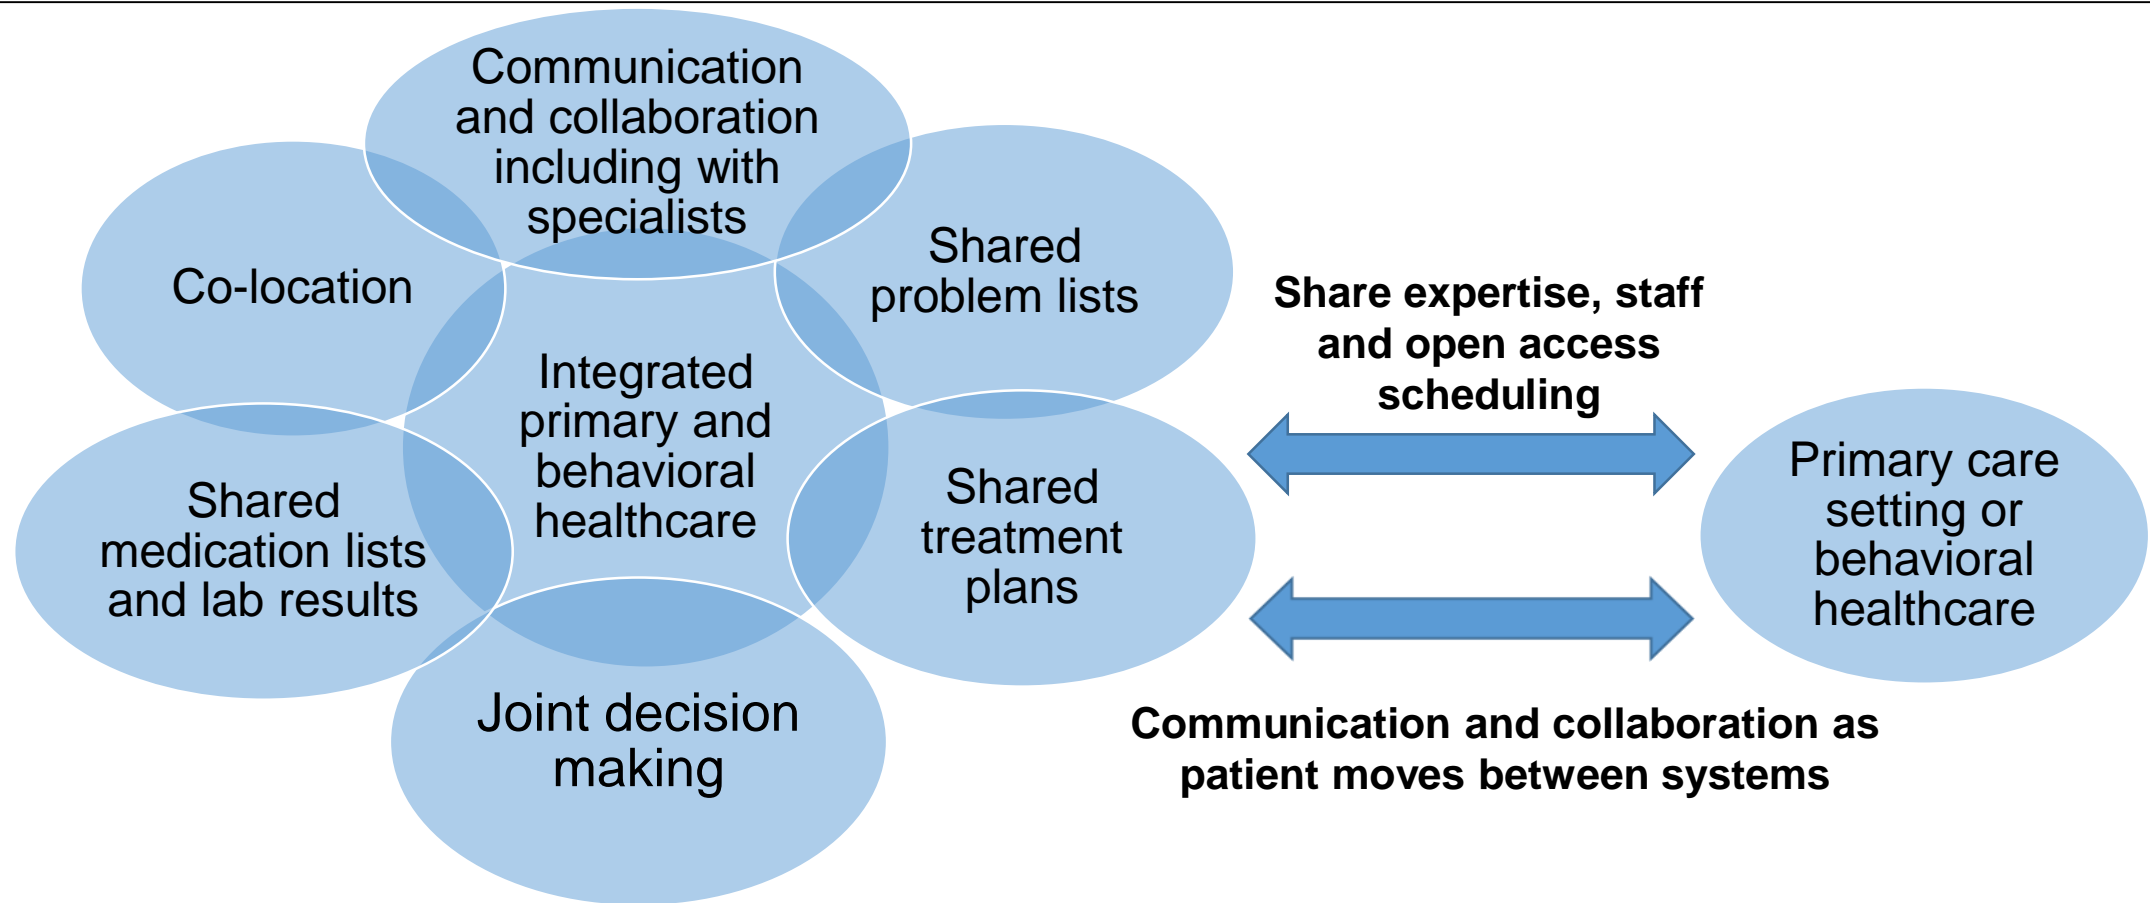 Communication
and collaboration
including with
specialists
Co-location
Shared
problem lists
Integrated
primary and
behavioral
healthcare
Shared
medication lists
and lab results
Shared
treatment
plans
Joint decision
making
Share expertise, staff
and open access
scheduling
Communication and collaboration as
patient moves between systems
Primary care
setting or
behavioral
healthcare